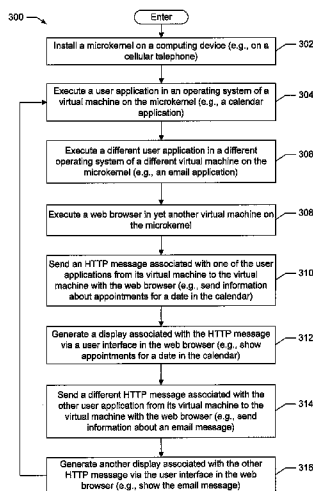 300
Enter
Install a microkernel on a computing device (e.g., on a
cellular telephone)
302
Execute a user application in an operating system of a
virtual machine on the microkernel (e.g., a calendar
application)
304
Execute a different user application in a different
operating system of a different virtual machine on the
microkernel (e.g., an email application)
306
Execute a web browser in yet another virtual machine on
the microkernel
308
Send an HTTP message associated with one of the user
applications from its virtual machine to the virtual
machine with the web browser (e.g., send information
about appointments for a date in the calendar)
310
Generate a display associated with the HTTP message
via a user interface in the web browser (e.g., show
appointments for a date in the calendar)
312
Send a different HTTP message associated with the
other user application from its virtual machine to the
virtual machine with the web browser (e.g., send
information about an email message)
314
Generate another display associated with the other
HTTP message via the user interface in the web
browser (e.g., show the email message)
316